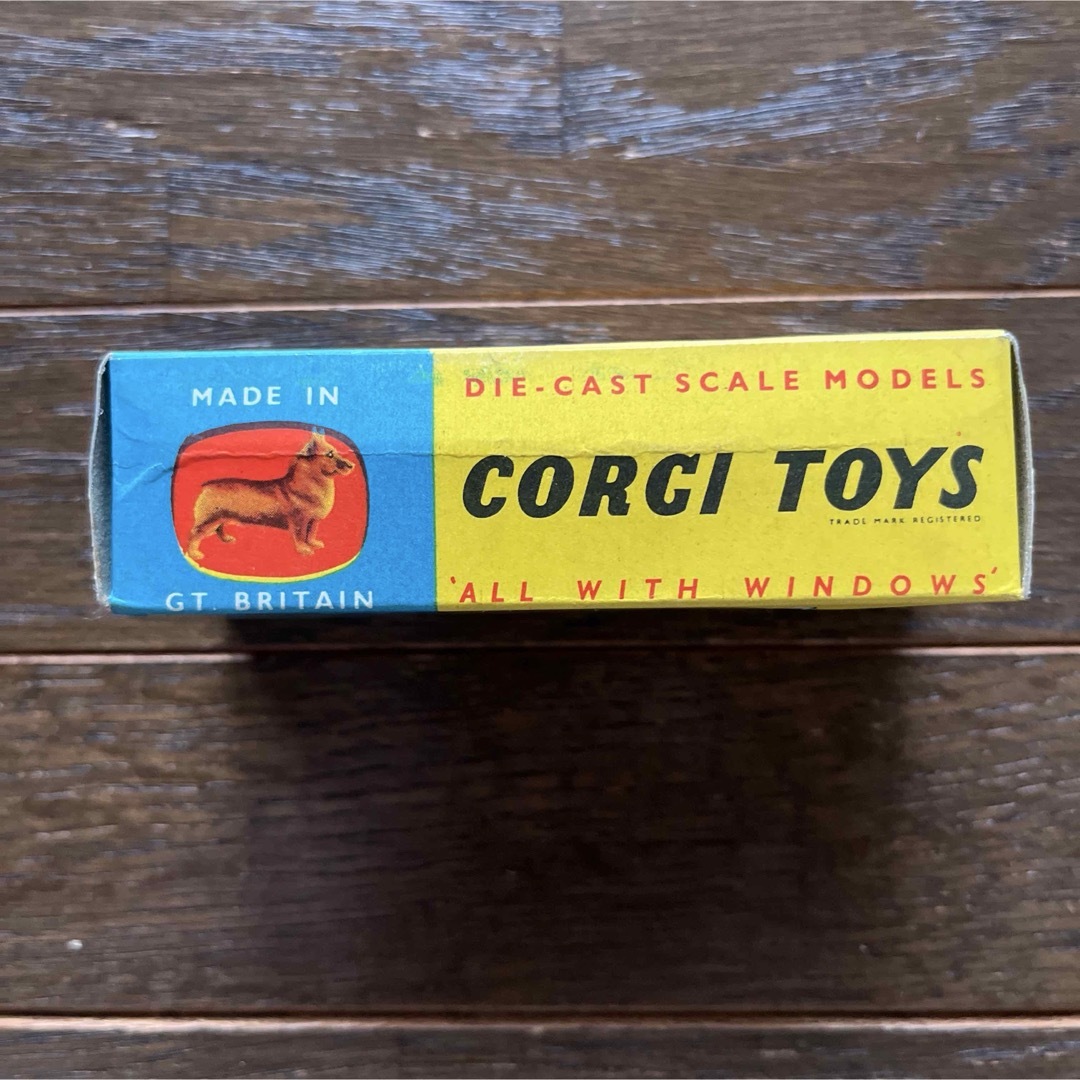 MADE IN
GT. BRITAIN
DIE-CAST SCALE MODELS
CORGI TOYS
TRADE MARK REGISTERED
'ALL WITH WINDOWS'